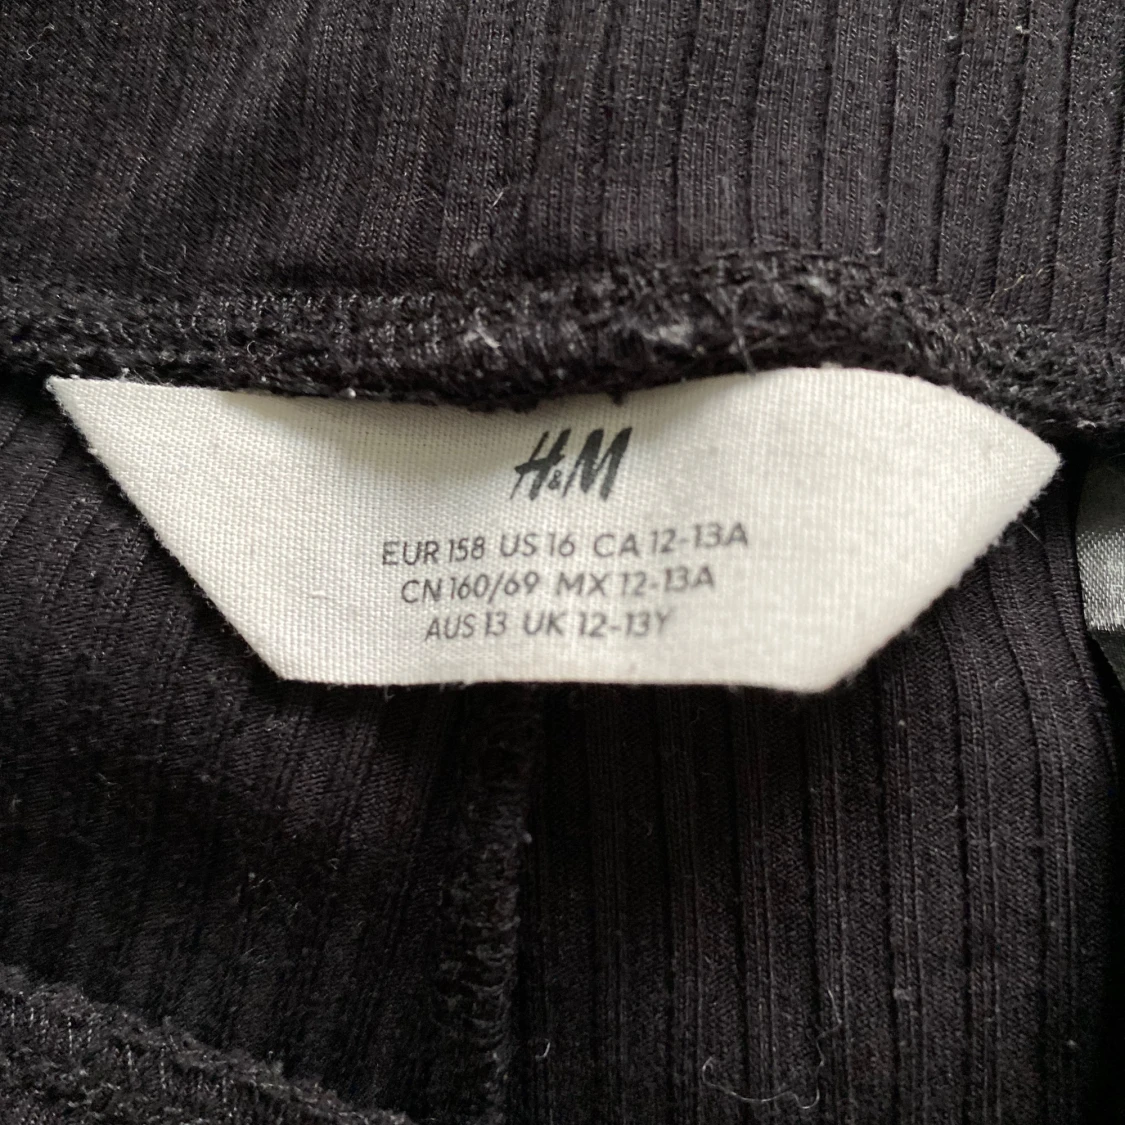 H&M
EUR 158 US 16 CA 12-13A
CN 160/69 MX 12-13A
AUS 13 UK 12-13Y